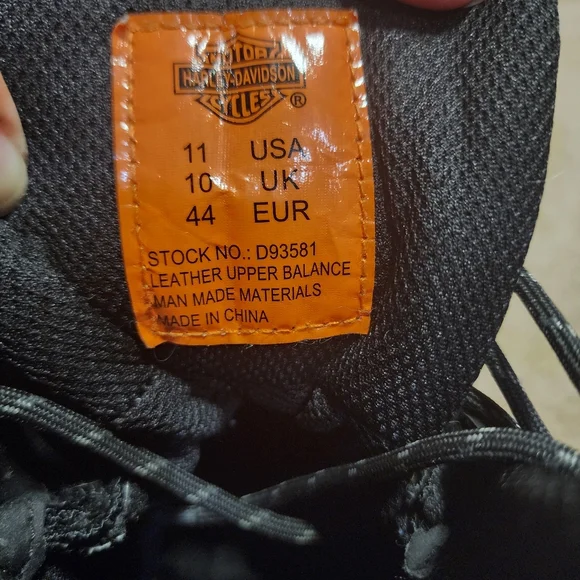 MOTOR
HARLEY-DAVIDSON
CYCLES ®
11 USA
10 UK
44 EUR
STOCK NO.: D93581
LEATHER UPPER BALANCE
MAN MADE MATERIALS
MADE IN CHINA